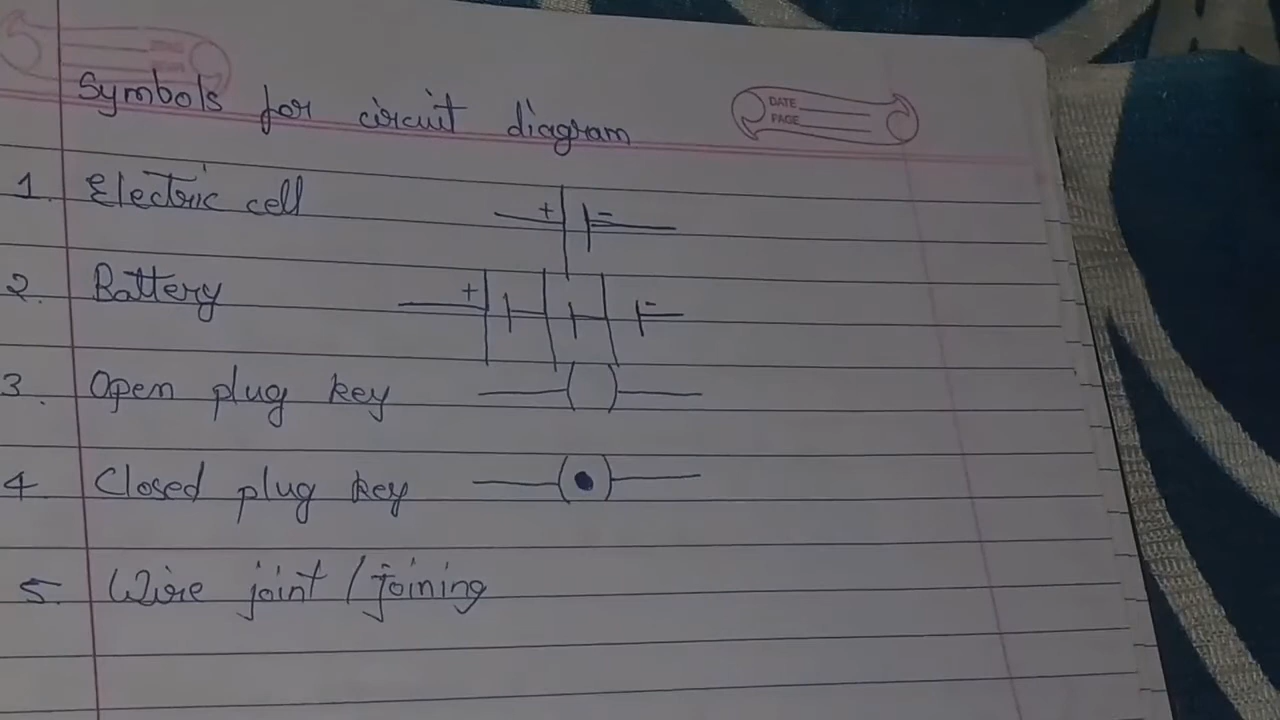 DATE
PAGE
Symbols for circuit diagram
1. Electric cell + -
2. Battery + -
3. Open plug key
4 Closed plug key
5. Wire joint / joining